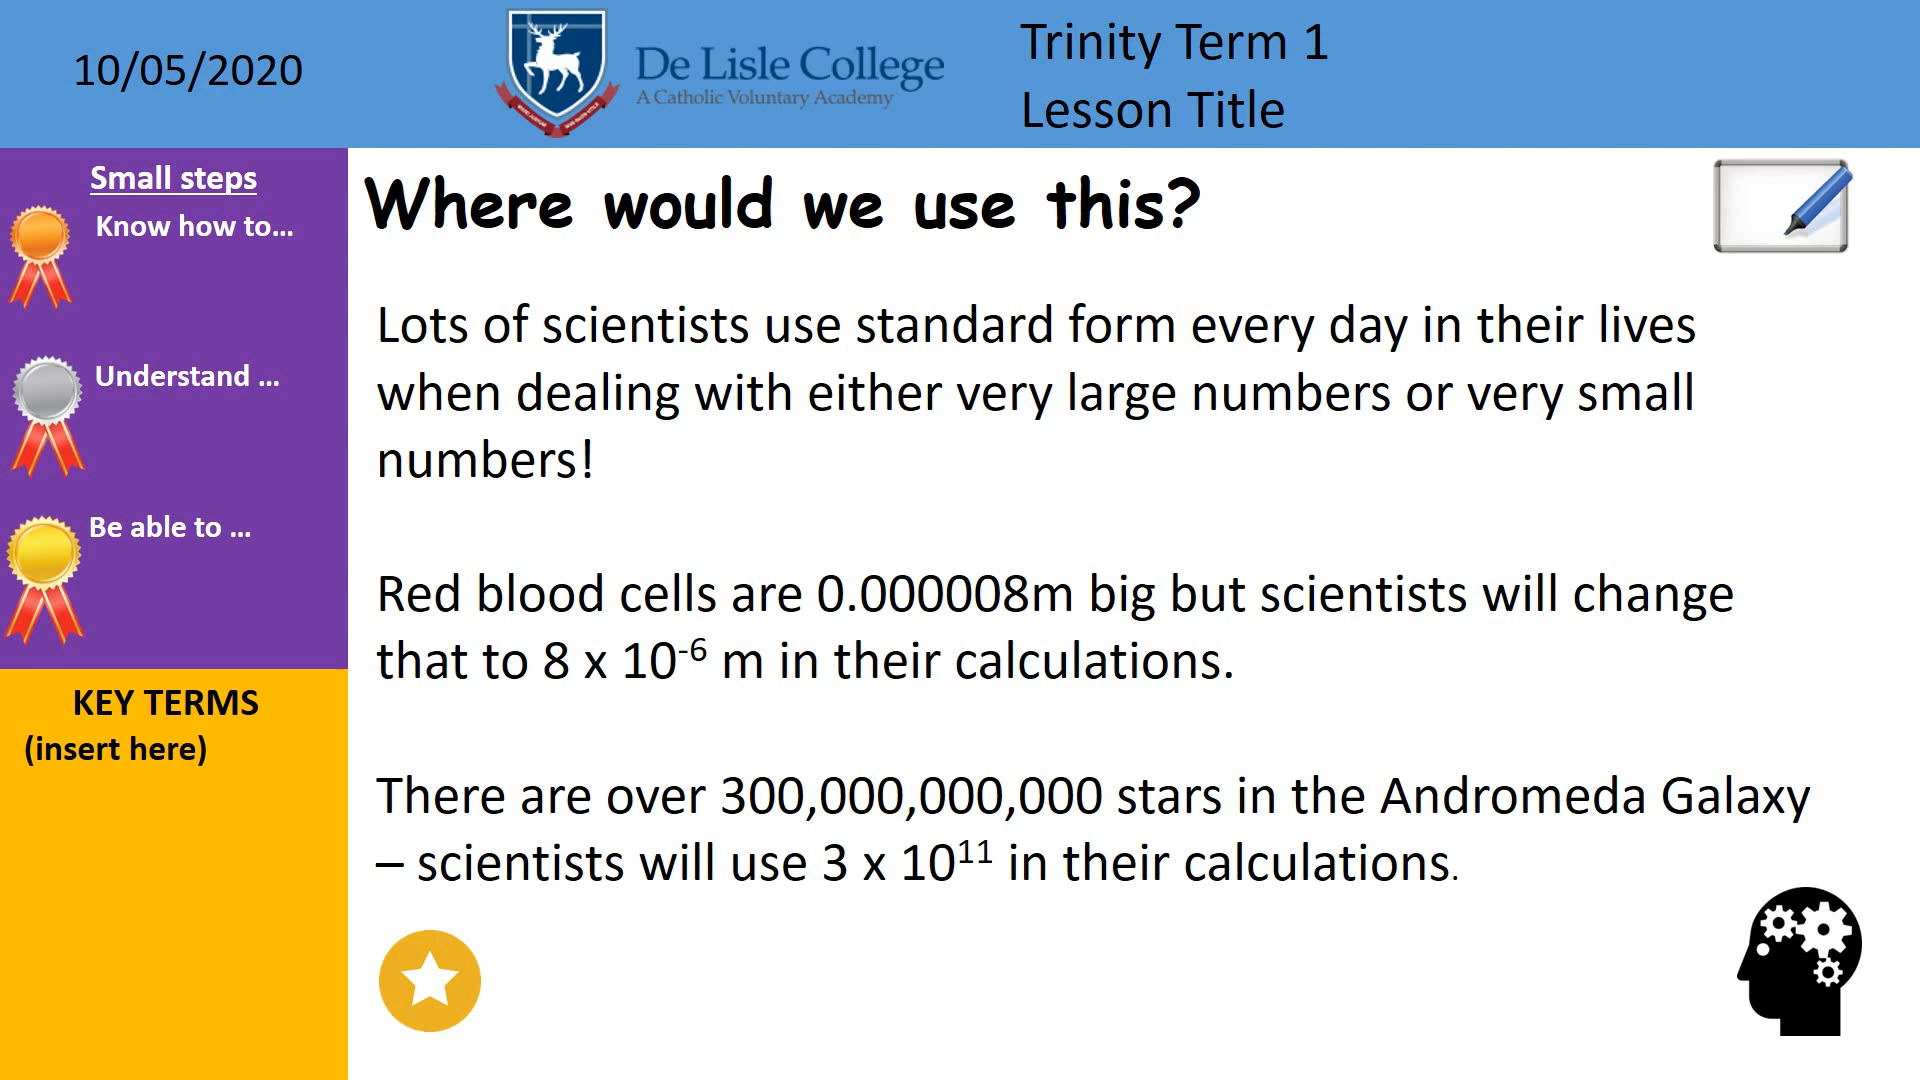 10/05/2020
De Lisle College
A Catholic Voluntary Academy
Trinity Term 1
Lesson Title
Small steps
Know how to...
Understand ...
Be able to ...
KEY TERMS
(insert here)
Where would we use this?
Lots of scientists use standard form every day in their lives
when dealing with either very large numbers or very small
numbers!
Red blood cells are 0.000008m big but scientists will change
that to 8 x 10⁻⁶ m in their calculations.
There are over 300,000,000,000 stars in the Andromeda Galaxy
– scientists will use 3 x 10¹¹ in their calculations.